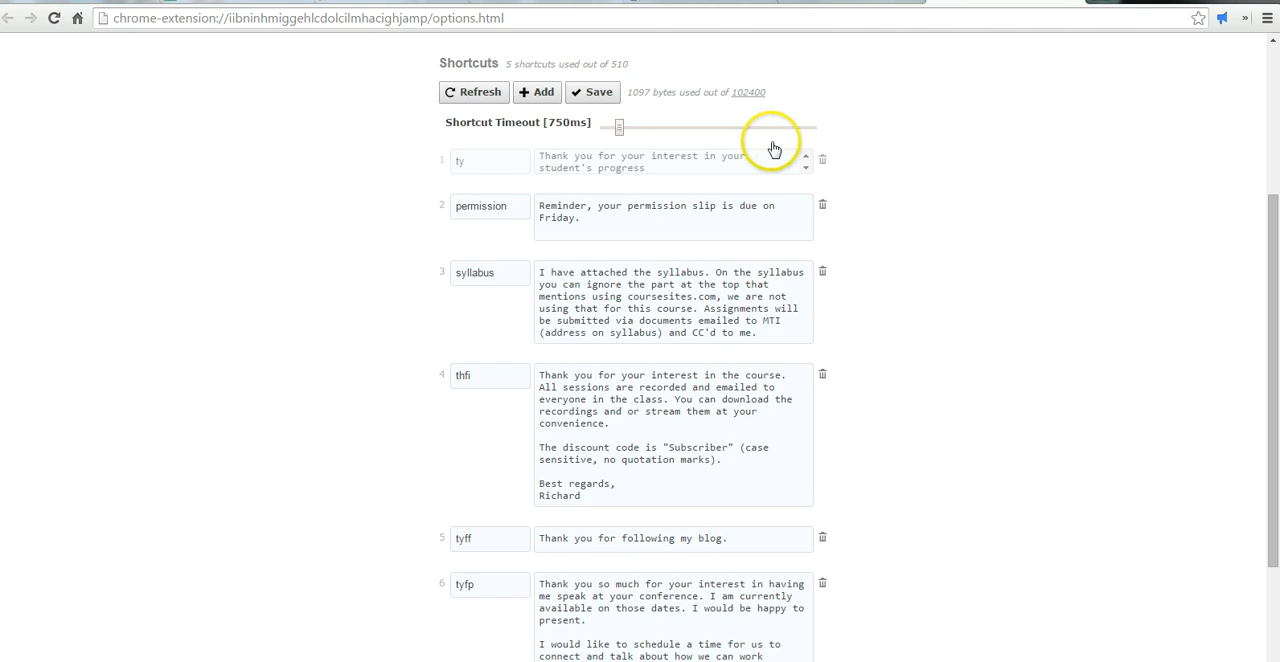 chrome-extension://iibninhmiggehlcdolcilmhacighjamp/options.html
»
Shortcuts 5 shortcuts used out of 510
Refresh Add Save 1097 bytes used out of 102400
Shortcut Timeout [750ms]
1 ty Thank you for your interest in your
student's progress
2 permission Reminder, your permission slip is due on
Friday.
3 syllabus I have attached the syllabus. On the syllabus
you can ignore the part at the top that
mentions using coursesites.com, we are not
using that for this course. Assignments will
be submitted via documents emailed to MTI
(address on syllabus) and CC'd to me.
4 thfi Thank you for your interest in the course.
All sessions are recorded and emailed to
everyone in the class. You can download the
recordings and or stream them at your
convenience.
The discount code is "Subscriber" (case
sensitive, no quotation marks).
Best regards,
Richard
5 tyff Thank you for following my blog.
6 tyfp Thank you so much for your interest in having
me speak at your conference. I am currently
available on those dates. I would be happy to
present.
I would like to schedule a time for us to
connect and talk about how we can work